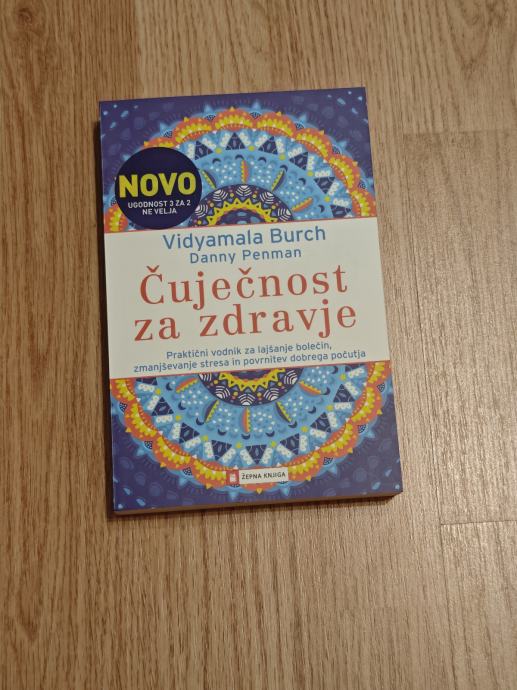 NOVO
UGODNOST 3 ZA 2
NE VELJA
Vidyamala Burch
Danny Penman
Čuječnost
za zdravje
Praktični vodnik za lajšanje bolečin,
zmanjševanje stresa in povrnitev dobrega počutja
ŽEPNA KNJIGA